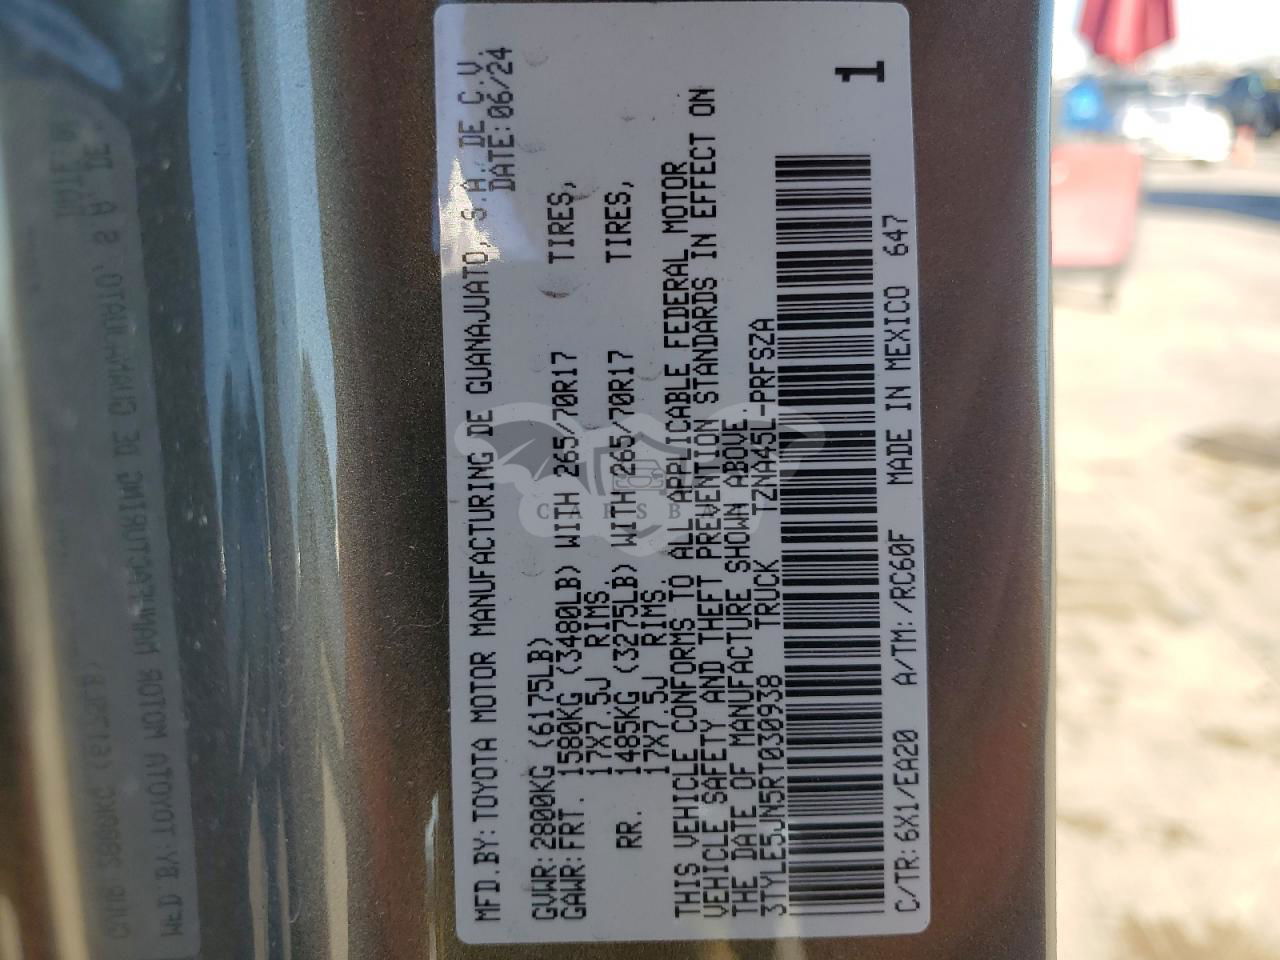 MFD.BY:TOYOTA MOTOR MANUFACTURING DE GUANAJUATO, S.A. DE C.V.
DATE:06/24
GVWR:2800KG (6175LB)
GAWR:FRT. 1580KG (3480LB) WITH 265/70R17 TIRES,
17X7.5J RIMS
RR. 1485KG (3275LB) WITH 265/70R17 TIRES,
17X7.5J RIMS
THIS VEHICLE CONFORMS TO ALL APPLICABLE FEDERAL MOTOR
VEHICLE SAFETY AND THEFT PREVENTION STANDARDS IN EFFECT ON
THE DATE OF MANUFACTURE SHOWN ABOVE.
3TYLE5JN5RT030938 TRUCK TZNA45L-PRFSZA
C/TR:6X1/EA20 A/TM:/RC60F MADE IN MEXICO 647
1